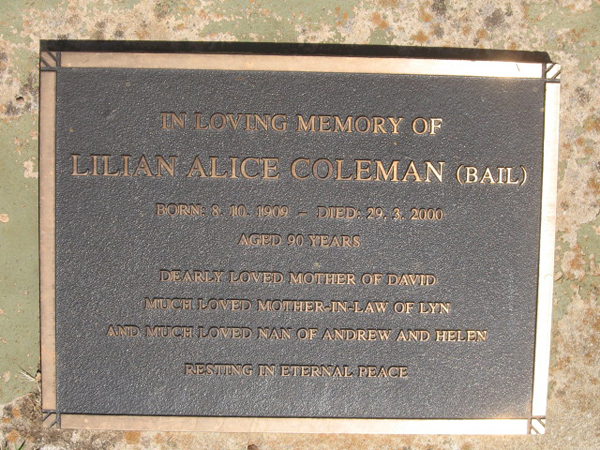 IN LOVING MEMORY OF
LILIAN ALICE COLEMAN (BAIL)
BORN: 8. 10. 1909 – DIED: 29. 3. 2000
AGED 90 YEARS
DEARLY LOVED MOTHER OF DAVID
MUCH LOVED MOTHER-IN-LAW OF LYN
AND MUCH LOVED NAN OF ANDREW AND HELEN
RESTING IN ETERNAL PEACE